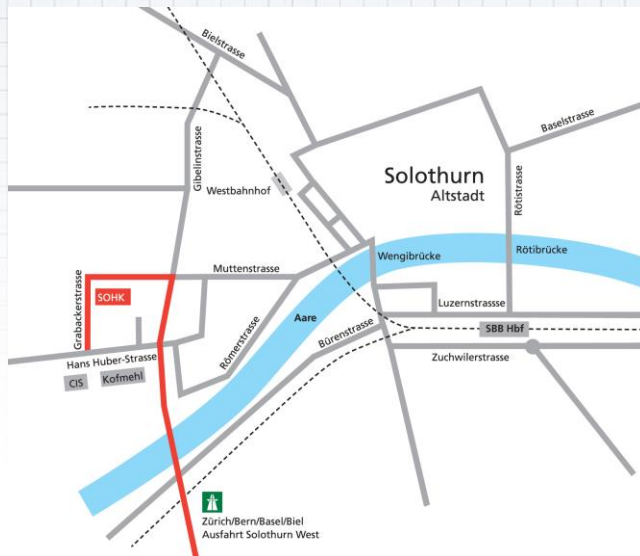 Bielstrasse
Baselstrasse
Gibelinstrasse
Solothurn
Altstadt
Rötistrasse
Westbahnhof
Wengibrücke
Rötibrücke
Muttenstrasse
Grabackerstrasse
SOHK
Luzernstrassse
Aare
Römerstrasse
Bürenstrasse
SBB Hbf
Hans Huber-Strasse
Zuchwilerstrasse
CIS
Kofmehl
Zürich/Bern/Basel/Biel
Ausfahrt Solothurn West